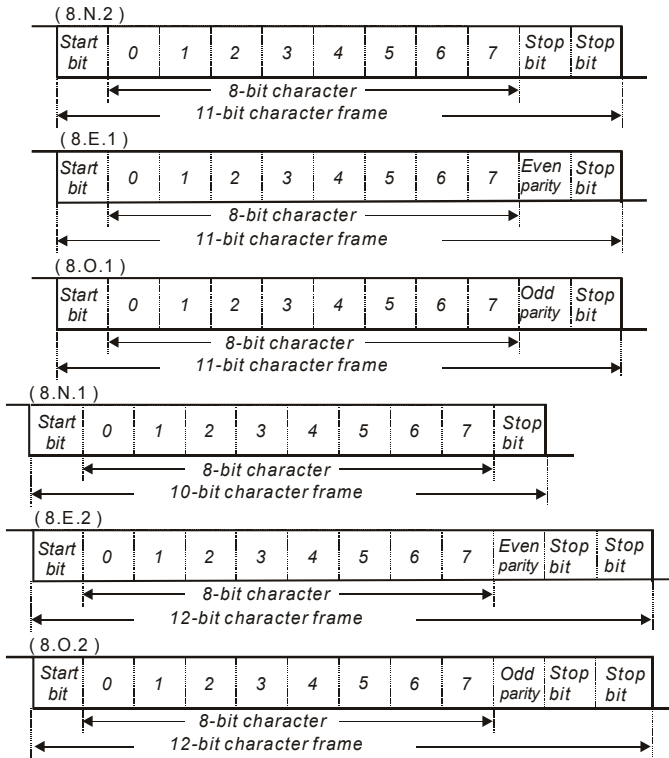 ( 8.N.2 )
Start bit 0 1 2 3 4 5 6 7 Stop bit Stop bit
8-bit character
11-bit character frame
( 8.E.1 )
Start bit 0 1 2 3 4 5 6 7 Even parity Stop bit
8-bit character
11-bit character frame
( 8.O.1 )
Start bit 0 1 2 3 4 5 6 7 Odd parity Stop bit
8-bit character
11-bit character frame
( 8.N.1 )
Start bit 0 1 2 3 4 5 6 7 Stop bit
8-bit character
10-bit character frame
( 8.E.2 )
Start bit 0 1 2 3 4 5 6 7 Even parity Stop bit Stop bit
8-bit character
12-bit character frame
( 8.O.2 )
Start bit 0 1 2 3 4 5 6 7 Odd parity Stop bit Stop bit
8-bit character
12-bit character frame